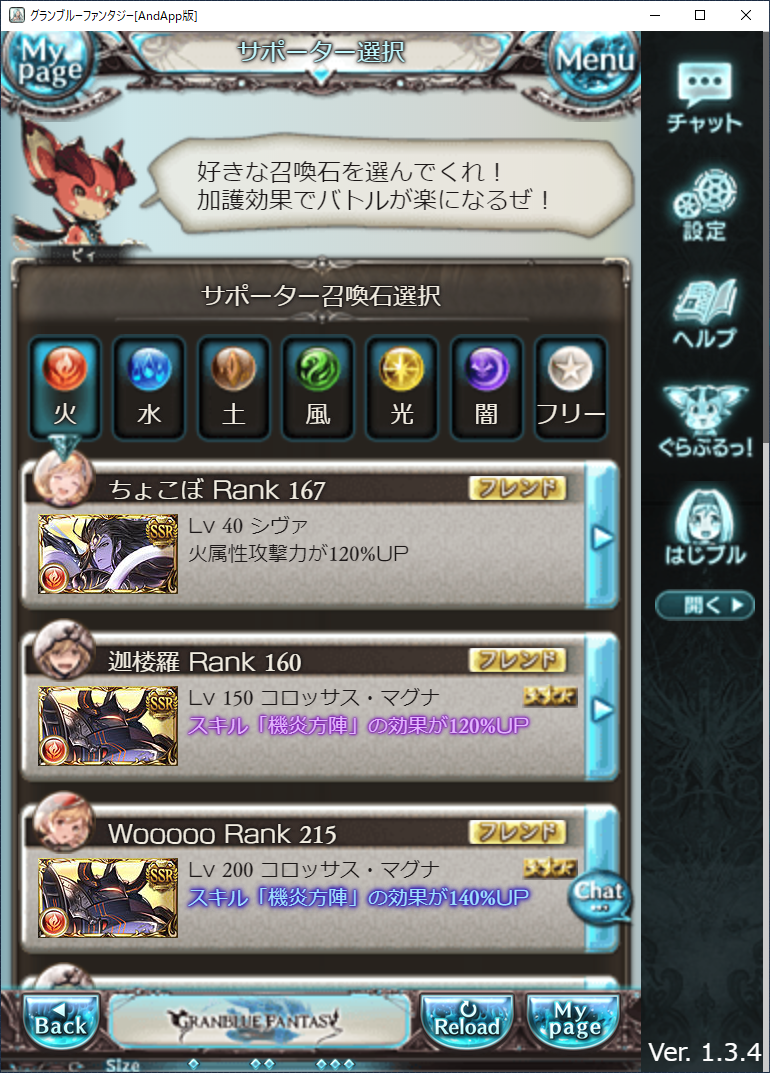 グランブルーファンタジー[AndApp版]
My page
サポーター選択
Menu
チャット
設定
ヘルプ
ぐらぶるっ!
はじブル
開く
好きな召喚石を選んでくれ！
加護効果でバトルが楽になるぜ！
ビィ
サポーター召喚石選択
火 水 土 風 光 闇 フリー
ちょこぼ Rank 167 フレンド
SSR
Lv 40 シヴァ
火属性攻撃力が120%UP
迦楼羅 Rank 160 フレンド
SSR
Lv 150 コロッサス・マグナ
スキル「機炎方陣」の効果が120%UP
Wooooo Rank 215 フレンド
SSR
Lv 200 コロッサス・マグナ
スキル「機炎方陣」の効果が140%UP
Chat
Back
GRANBLUE FANTASY
Reload
My page
Size
Ver. 1.3.4